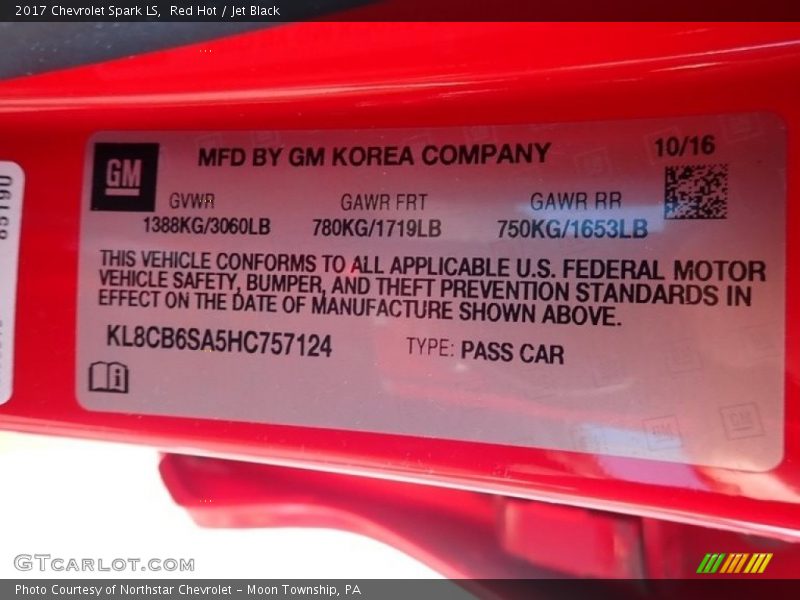 2017 Chevrolet Spark LS, Red Hot / Jet Black
GM
MFD BY GM KOREA COMPANY
10/16
GVWR GAWR FRT GAWR RR
1388KG/3060LB 780KG/1719LB 750KG/1653LB
THIS VEHICLE CONFORMS TO ALL APPLICABLE U.S. FEDERAL MOTOR
VEHICLE SAFETY, BUMPER, AND THEFT PREVENTION STANDARDS IN
EFFECT ON THE DATE OF MANUFACTURE SHOWN ABOVE.
KL8CB6SA5HC757124 TYPE: PASS CAR
GM GM
GTCARLOT.COM
Photo Courtesy of Northstar Chevrolet - Moon Township, PA